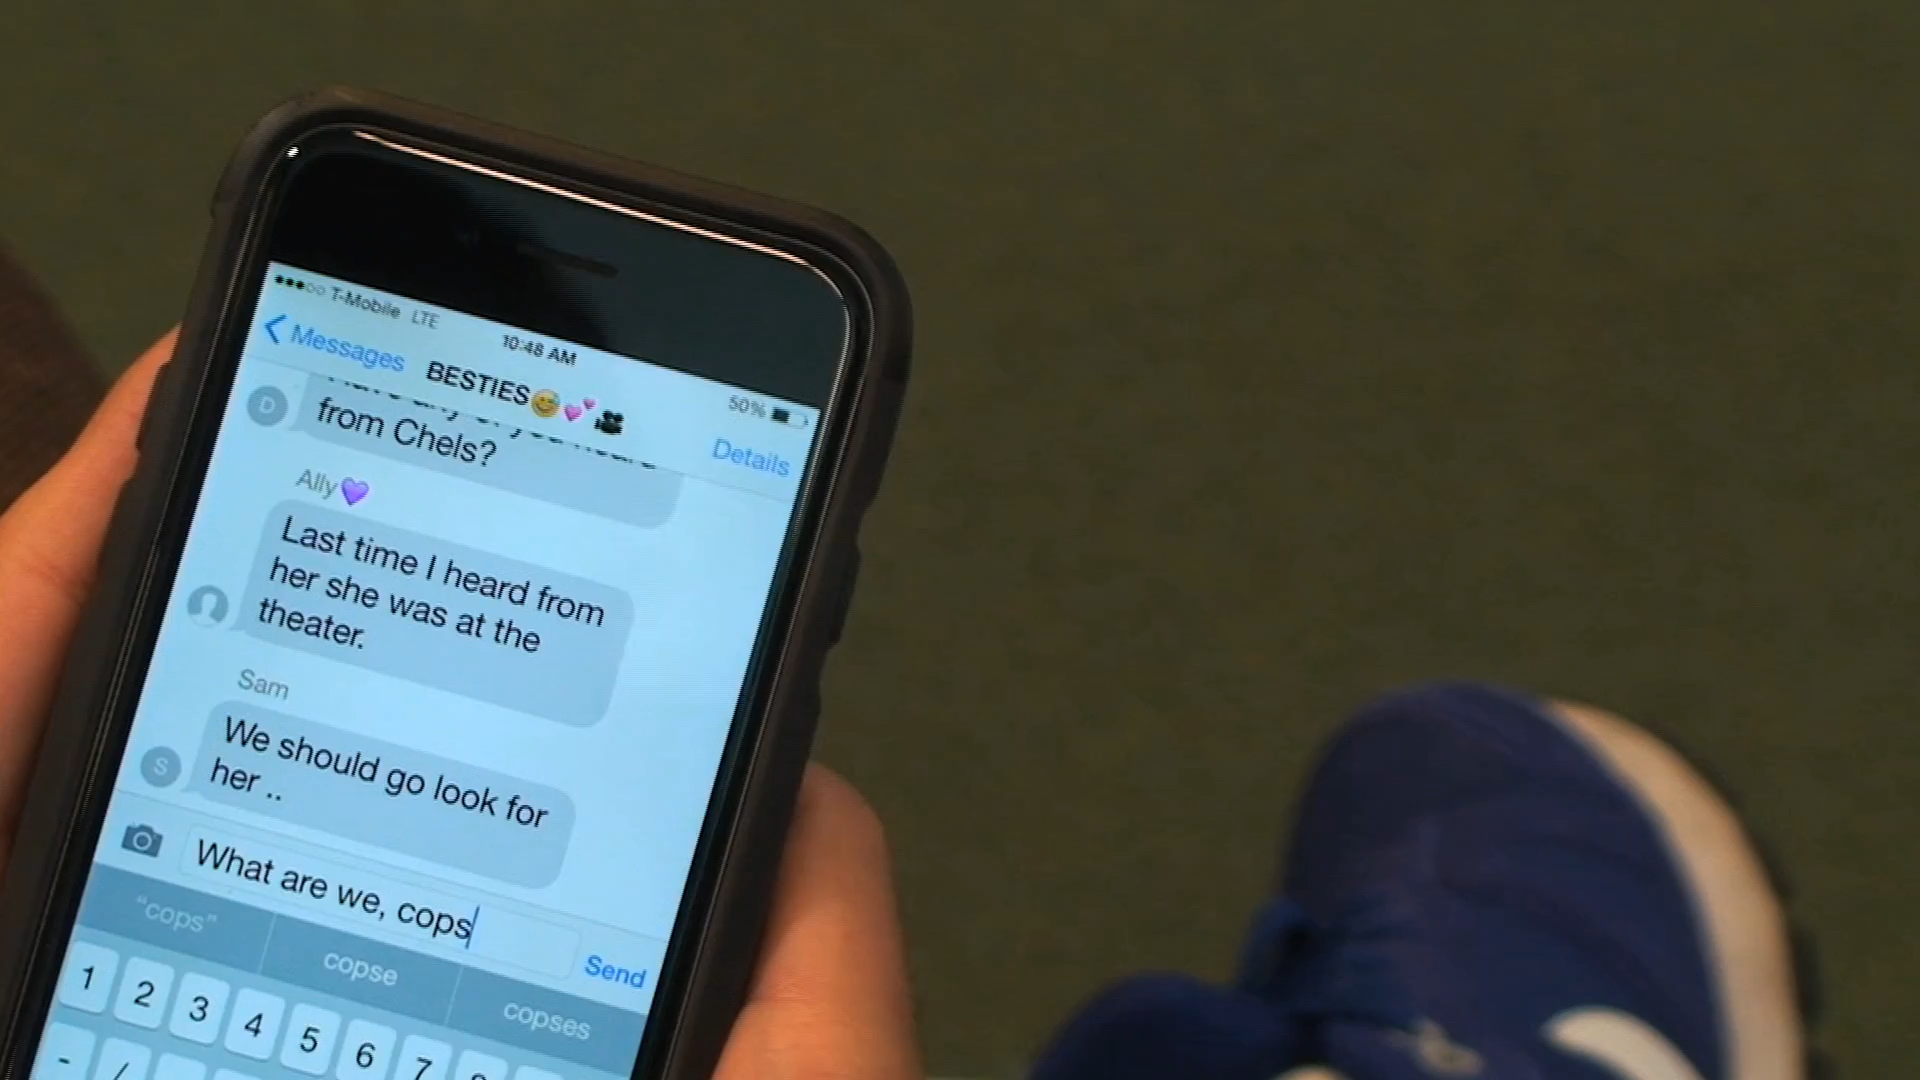 T-Mobile LTE
10:48 AM
50%
Messages
BESTIES😅💕🎥
Details
D
from Chels?
Ally💜
Last time I heard from
her she was at the
theater.
Sam
S
We should go look for
her ..
What are we, cops
Send
"cops" copse copses
1 2 3 4 5 6 7
- /